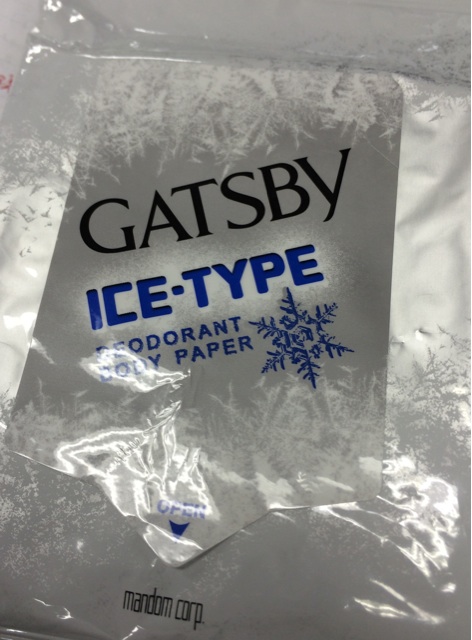 GATSBY
ICE-TYPE
DEODORANT
BODY PAPER
OPEN
mandom corp.